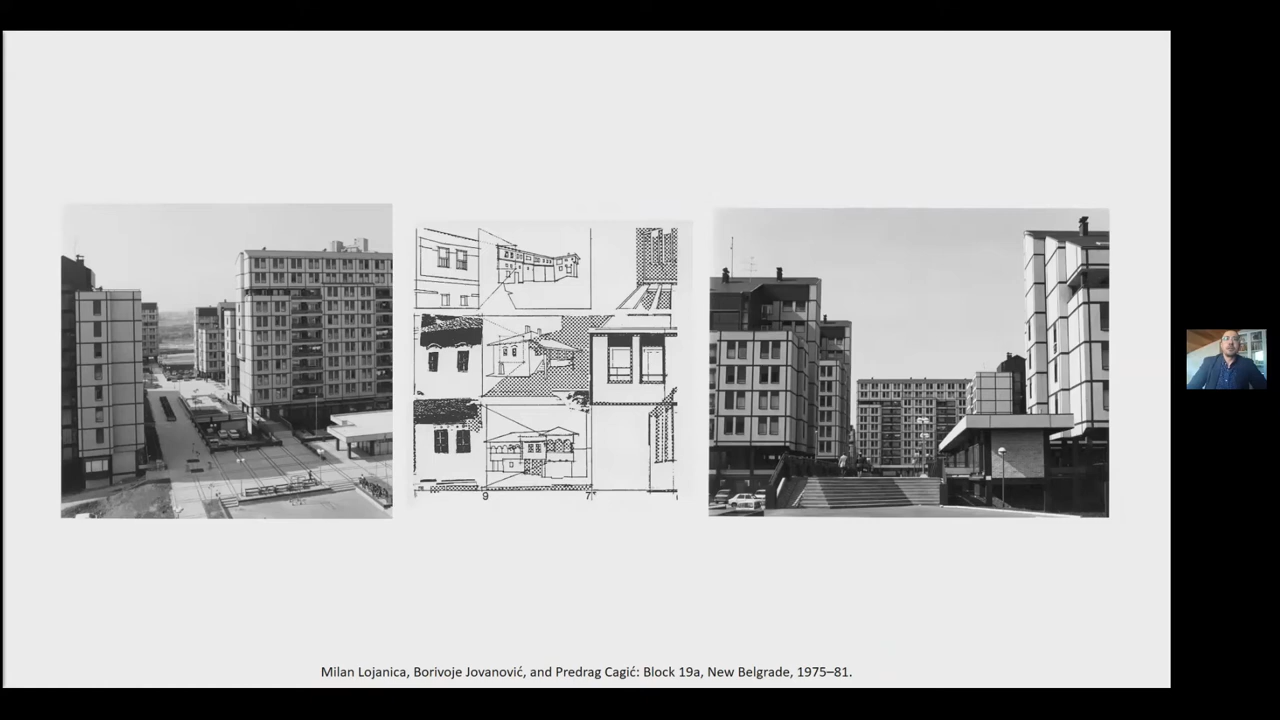 9 7
Milan Lojanica, Borivoje Jovanović, and Predrag Cagić: Block 19a, New Belgrade, 1975–81.